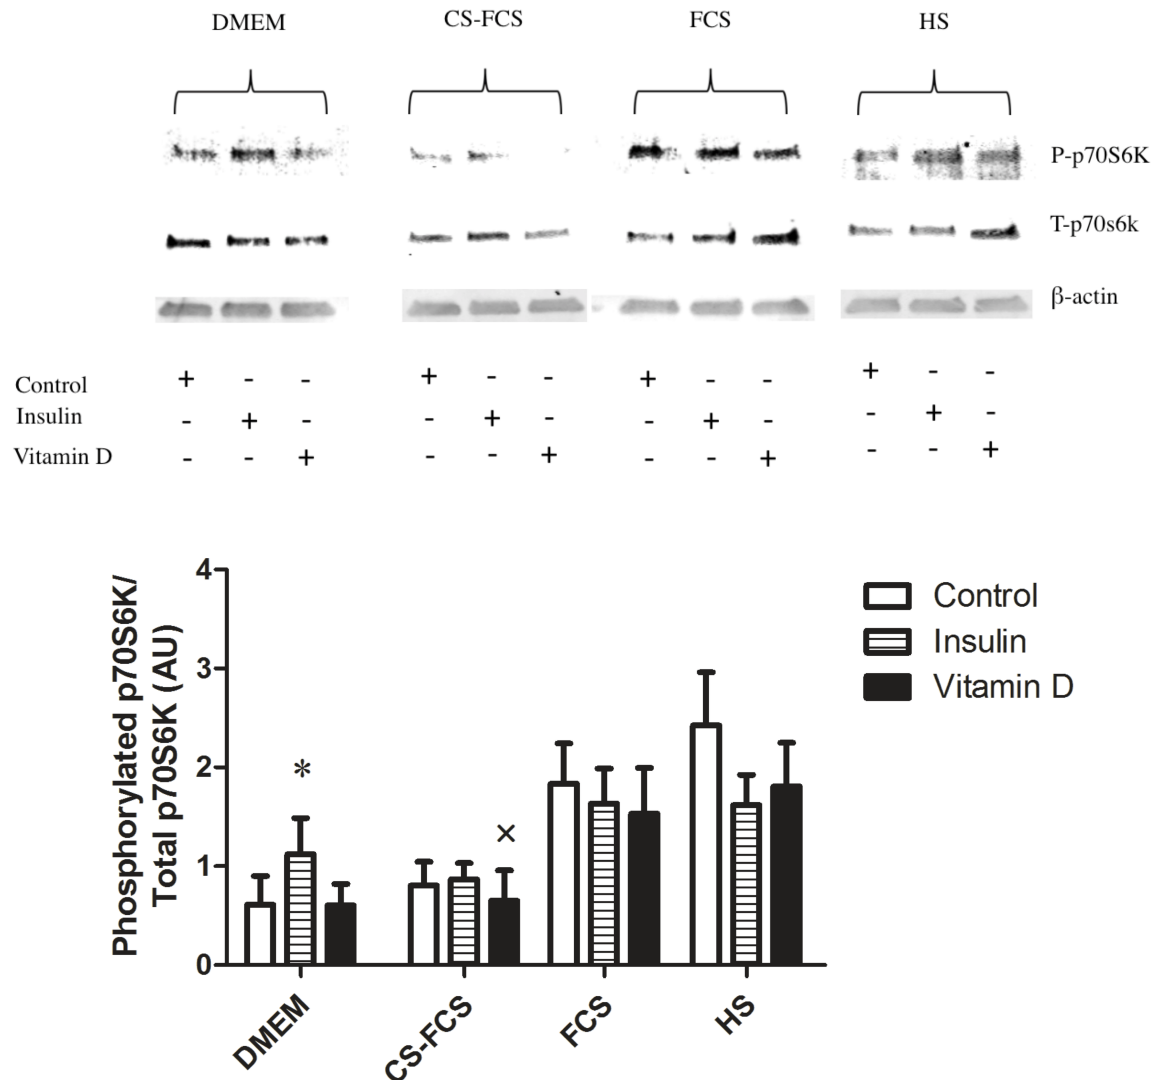 DMEM CS-FCS FCS HS
P-p70S6K
T-p70s6k
β-actin
Control + - - + - - + - - + - -
Insulin - + - - + - - + - - + -
Vitamin D - - + - - + - - + - - +
Phosphorylated p70S6K/
Total p70S6K (AU)
4
3
2
1
0
*
×
Control
Insulin
Vitamin D
DMEM CS-FCS FCS HS